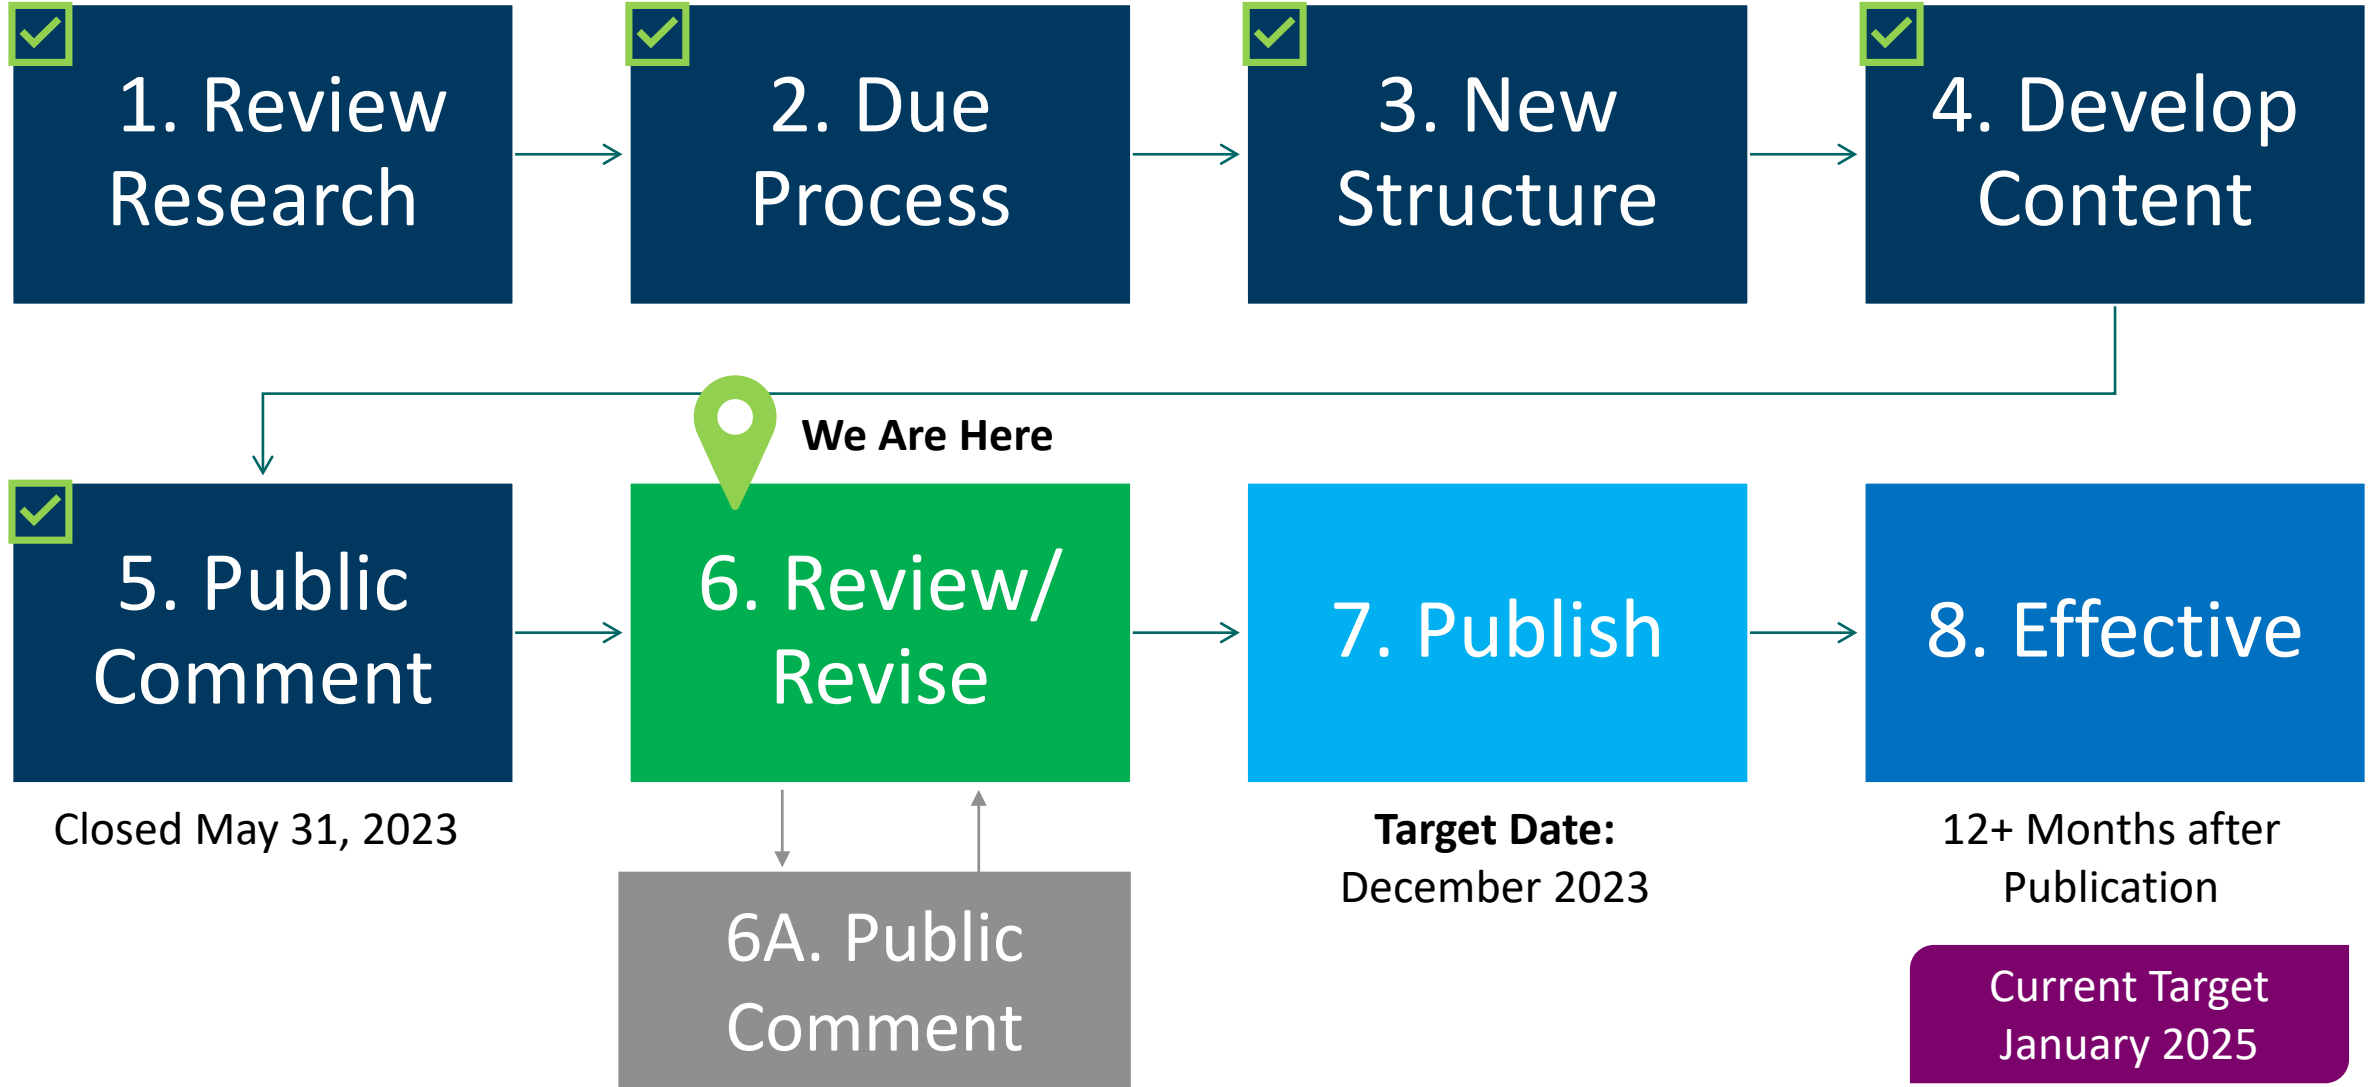 1. Review
Research
2. Due
Process
3. New
Structure
4. Develop
Content
We Are Here
5. Public
Comment
Closed May 31, 2023
6. Review/
Revise
6A. Public
Comment
7. Publish
Target Date:
December 2023
8. Effective
12+ Months after
Publication
Current Target
January 2025